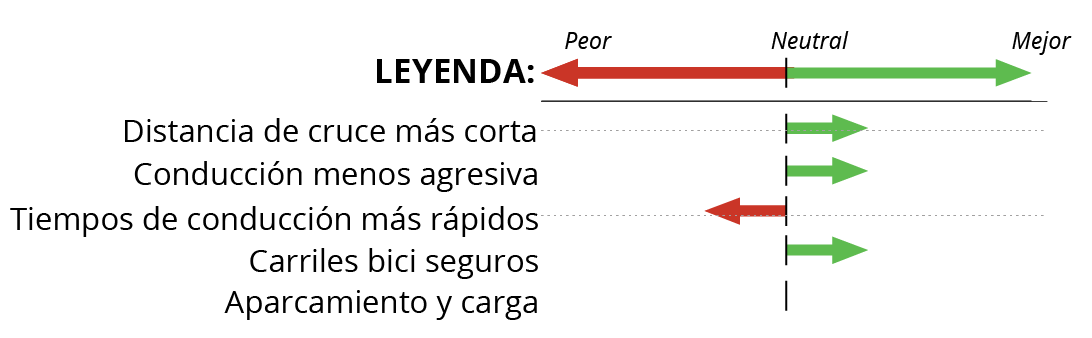 Peor Neutral Mejor
LEYENDA:
Distancia de cruce más corta
Conducción menos agresiva
Tiempos de conducción más rápidos
Carriles bici seguros
Aparcamiento y carga